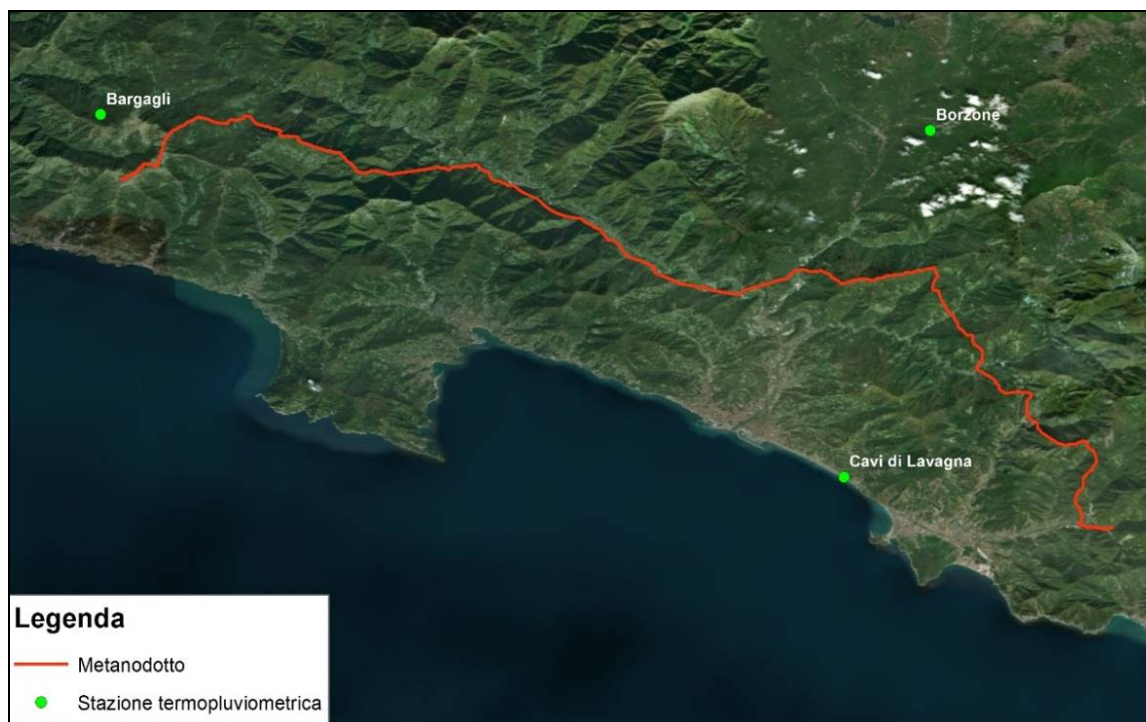 Bargagli
Borzone
Cavi di Lavagna
Legenda
Metanodotto
Stazione termopluviometrica